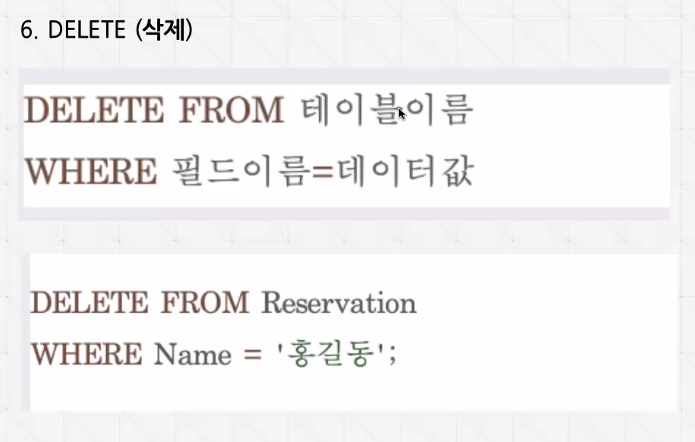 6. DELETE (삭제)
DELETE FROM 테이블이름
WHERE 필드이름=데이터값
DELETE FROM Reservation
WHERE Name = '홍길동';